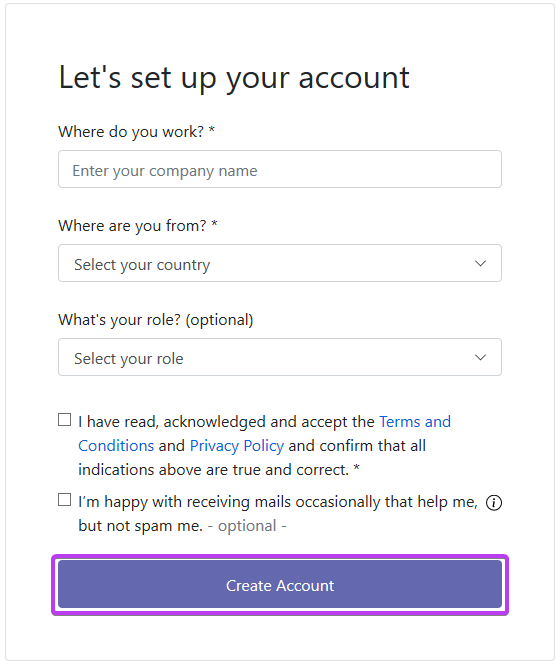 Let's set up your account
Where do you work? *
Enter your company name
Where are you from? *
Select your country
What's your role? (optional)
Select your role
I have read, acknowledged and accept the Terms and
Conditions and Privacy Policy and confirm that all
indications above are true and correct. *
I’m happy with receiving mails occasionally that help me,
but not spam me. - optional -
Create Account